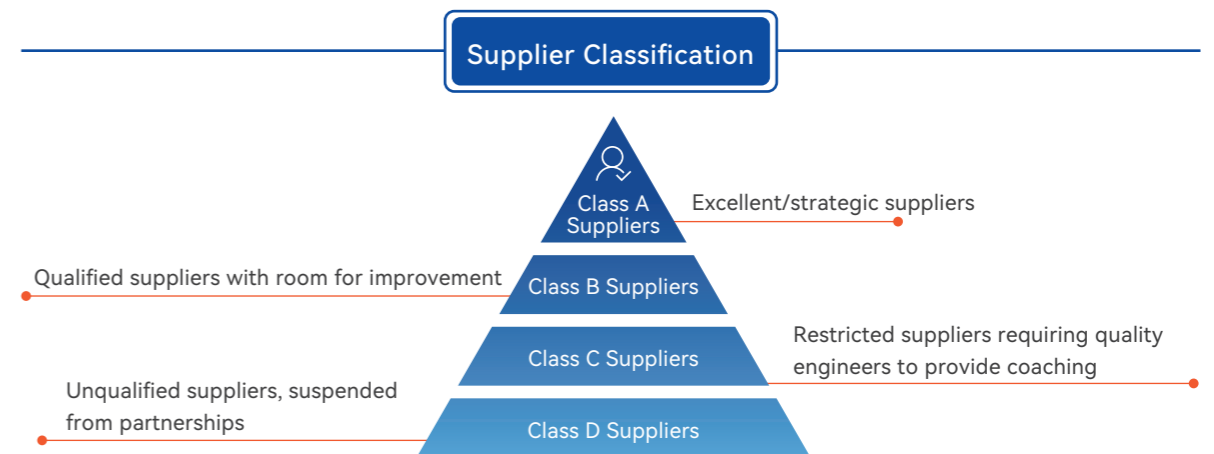 Supplier Classification
Class A
Suppliers
Excellent/strategic suppliers
Qualified suppliers with room for improvement
Class B Suppliers
Restricted suppliers requiring quality
engineers to provide coaching
Class C Suppliers
Unqualified suppliers, suspended
from partnerships
Class D Suppliers